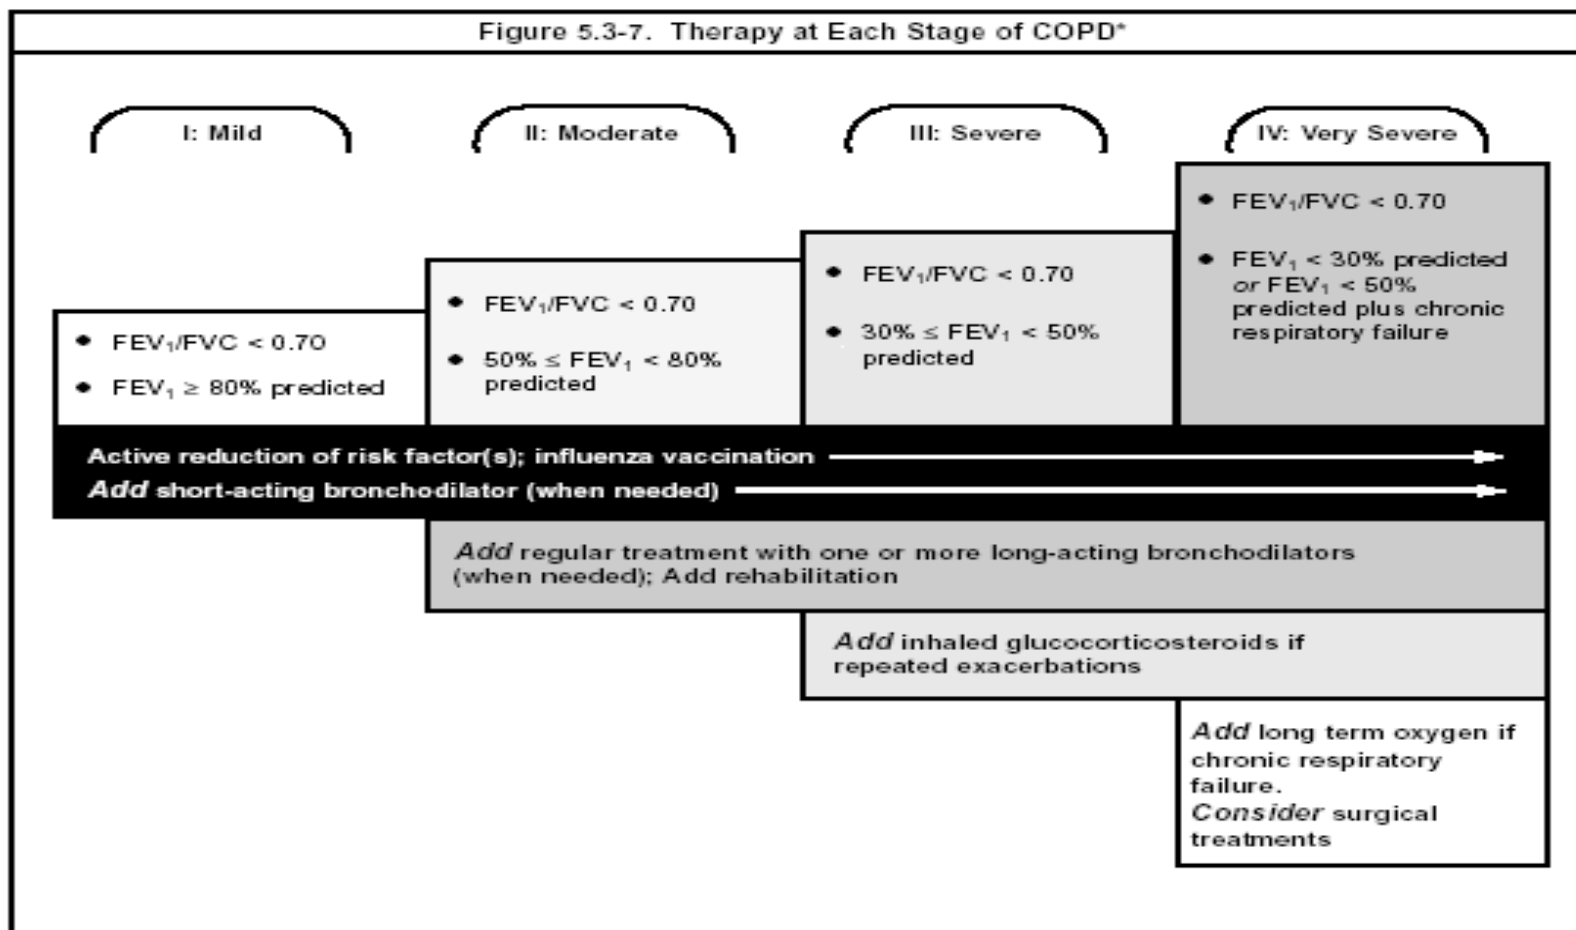 Figure 5.3-7. Therapy at Each Stage of COPD*
I: Mild
II: Moderate
III: Severe
IV: Very Severe
• FEV₁/FVC < 0.70
• FEV₁ ≥ 80% predicted
• FEV₁/FVC < 0.70
• 50% ≤ FEV₁ < 80%
predicted
• FEV₁/FVC < 0.70
• 30% ≤ FEV₁ < 50%
predicted
• FEV₁/FVC < 0.70
• FEV₁ < 30% predicted
or FEV₁ < 50%
predicted plus chronic
respiratory failure
Active reduction of risk factor(s); influenza vaccination
Add short-acting bronchodilator (when needed)
Add regular treatment with one or more long-acting bronchodilators
(when needed); Add rehabilitation
Add inhaled glucocorticosteroids if
repeated exacerbations
Add long term oxygen if
chronic respiratory
failure.
Consider surgical
treatments